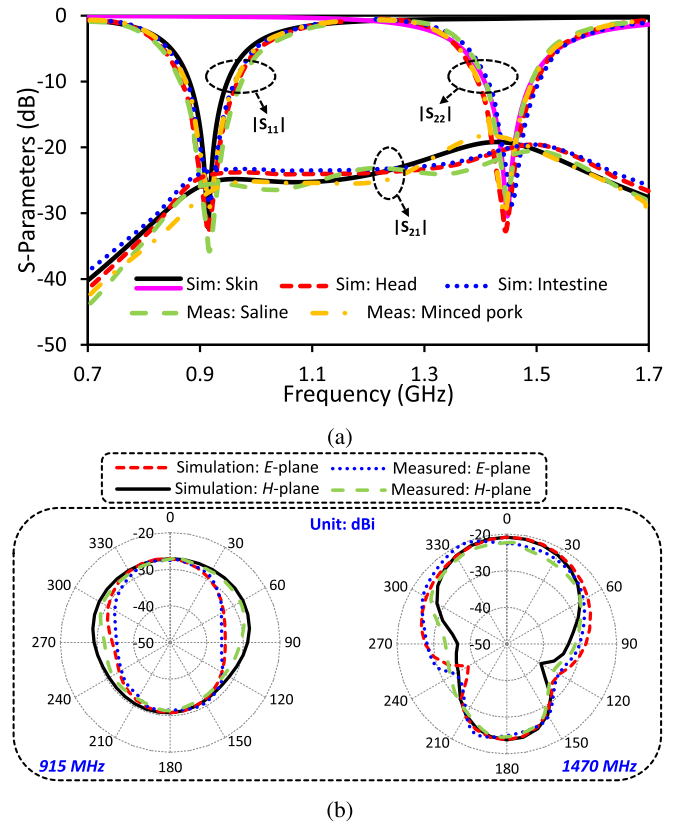 0
-10
-20
-30
-40
-50
S-Parameters (dB)
|S11|
|S22|
|S21|
Sim: Skin Sim: Head Sim: Intestine
Meas: Saline Meas: Minced pork
0.7 0.9 1.1 1.3 1.5 1.7
Frequency (GHz)
(a)
Simulation: E-plane Measured: E-plane
Simulation: H-plane Measured: H-plane
Unit: dBi
0
30
60
90
120
150
180
210
240
270
300
330
-20
-30
-40
-50
915 MHz
0
30
60
90
120
150
180
210
240
270
300
330
-20
-30
-40
-50
1470 MHz
(b)